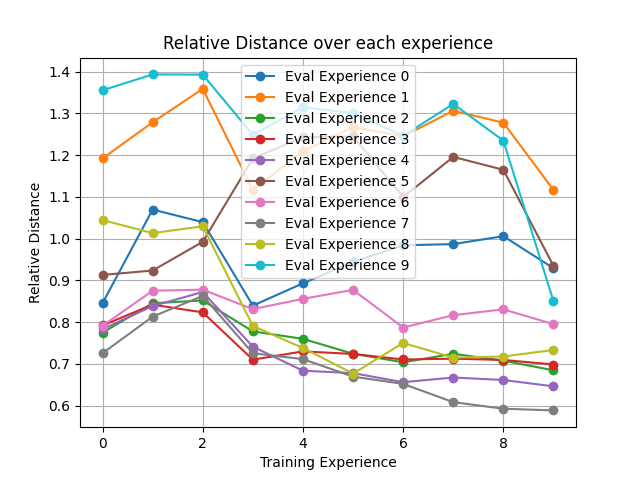 Relative Distance over each experience
1.4
1.3
1.2
1.1
1.0
0.9
0.8
0.7
0.6
Relative Distance
Eval Experience 0
Eval Experience 1
Eval Experience 2
Eval Experience 3
Eval Experience 4
Eval Experience 5
Eval Experience 6
Eval Experience 7
Eval Experience 8
Eval Experience 9
0 2 4 6 8
Training Experience